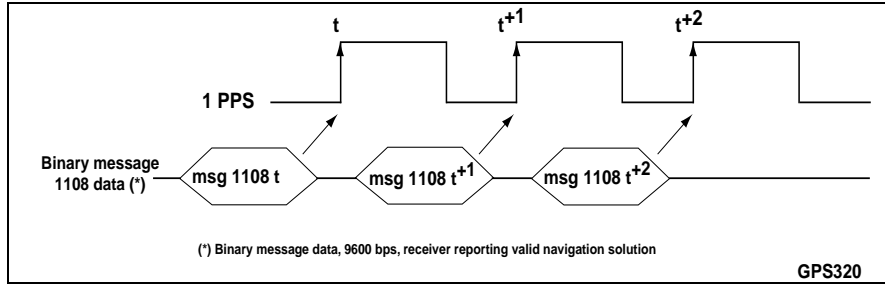 t t+1 t+2
1 PPS
Binary message
1108 data (*)
msg 1108 t msg 1108 t+1 msg 1108 t+2
(*) Binary message data, 9600 bps, receiver reporting valid navigation solution
GPS320